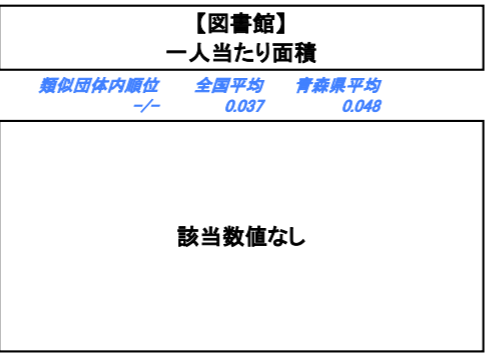 【図書館】
一人当たり面積
類似団体内順位 全国平均 青森県平均
-/- 0.037 0.048
該当数値なし